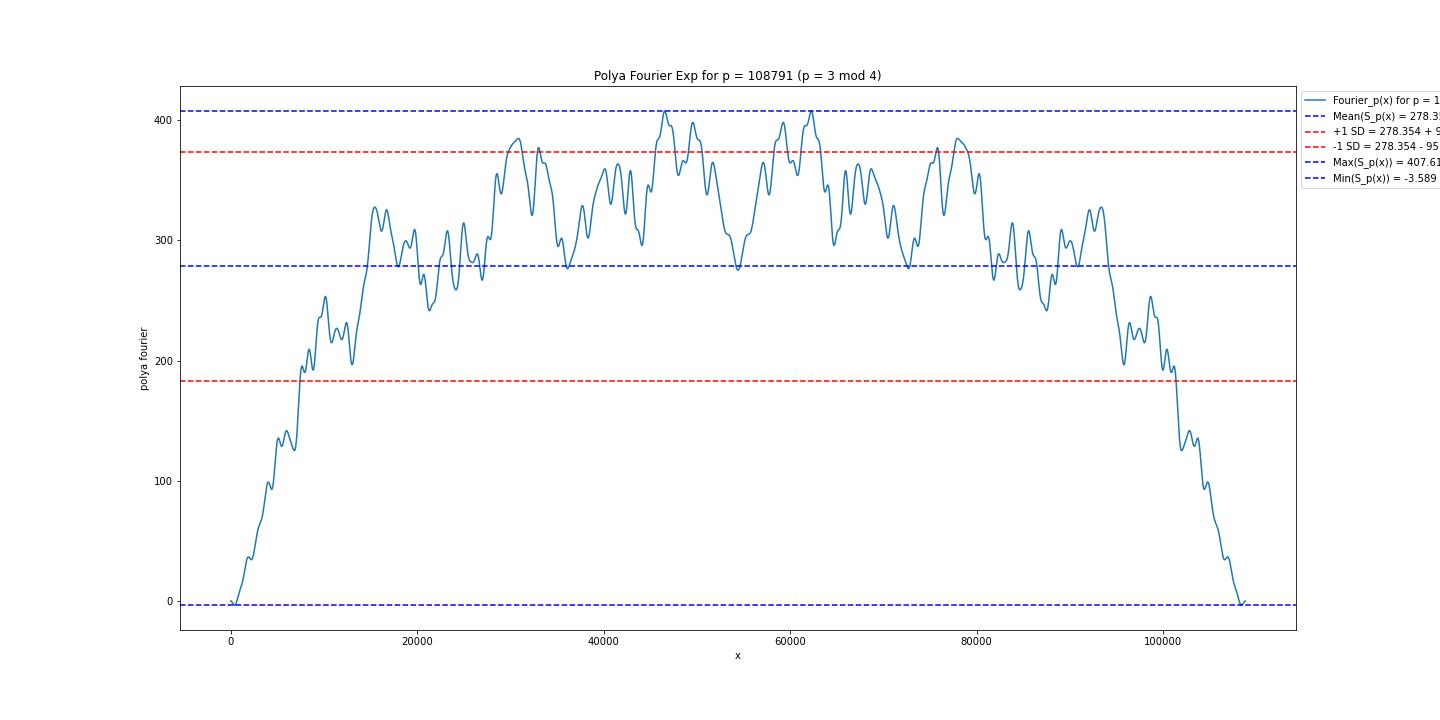 Polya Fourier Exp for p = 108791 (p = 3 mod 4)
400
300
200
100
0
polya fourier
0
20000
40000
60000
80000
100000
x
Fourier_p(x) for p = 1
Mean(S_p(x) = 278.3
+1 SD = 278.354 + 9
-1 SD = 278.354 - 95
Max(S_p(x)) = 407.61
Min(S_p(x)) = -3.589